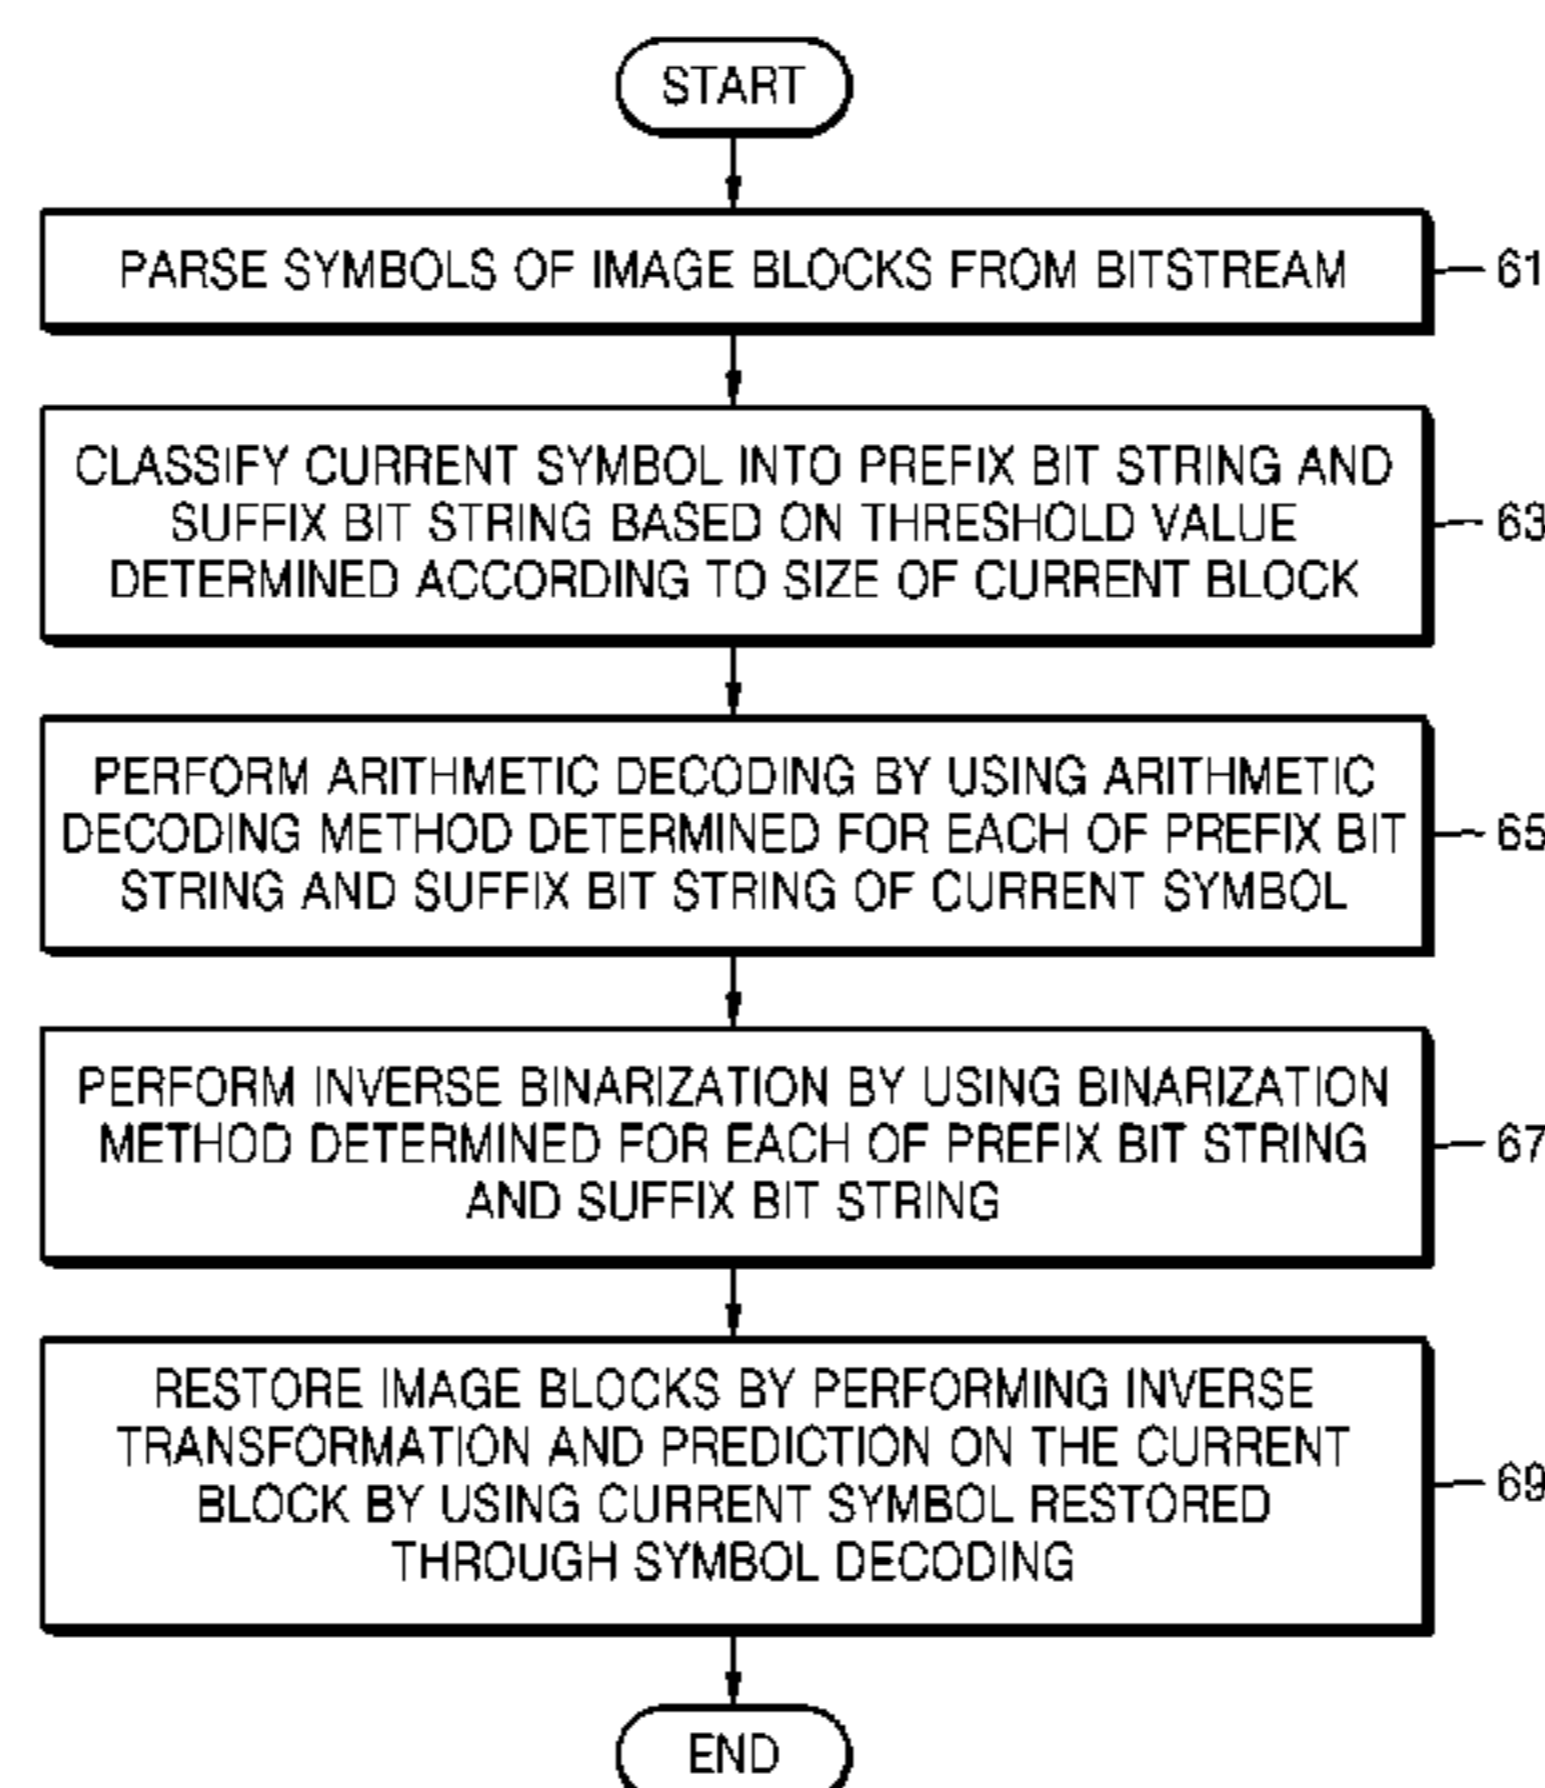 START
PARSE SYMBOLS OF IMAGE BLOCKS FROM BITSTREAM
61
CLASSIFY CURRENT SYMBOL INTO PREFIX BIT STRING AND
SUFFIX BIT STRING BASED ON THRESHOLD VALUE
DETERMINED ACCORDING TO SIZE OF CURRENT BLOCK
63
PERFORM ARITHMETIC DECODING BY USING ARITHMETIC
DECODING METHOD DETERMINED FOR EACH OF PREFIX BIT
STRING AND SUFFIX BIT STRING OF CURRENT SYMBOL
65
PERFORM INVERSE BINARIZATION BY USING BINARIZATION
METHOD DETERMINED FOR EACH OF PREFIX BIT STRING
AND SUFFIX BIT STRING
67
RESTORE IMAGE BLOCKS BY PERFORMING INVERSE
TRANSFORMATION AND PREDICTION ON THE CURRENT
BLOCK BY USING CURRENT SYMBOL RESTORED
THROUGH SYMBOL DECODING
69
END